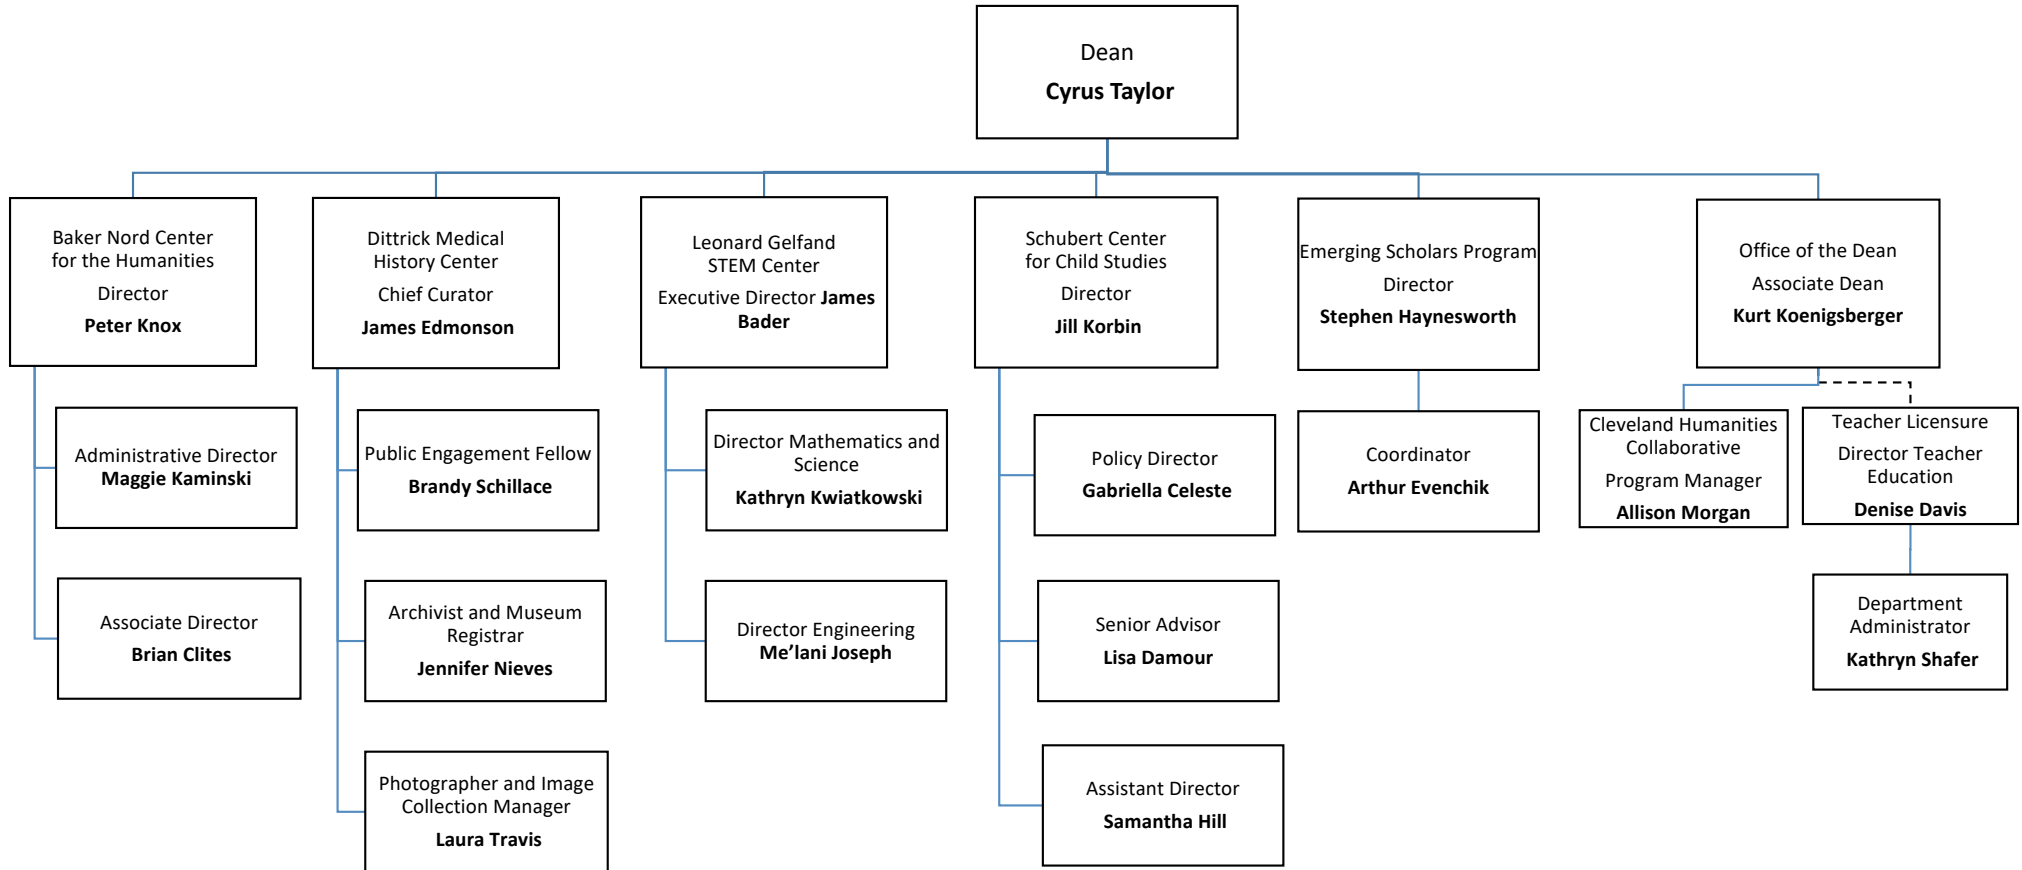 Dean
Cyrus Taylor
Baker Nord Center
for the Humanities
Director
Peter Knox
Dittrick Medical
History Center
Chief Curator
James Edmonson
Leonard Gelfand
STEM Center
Executive Director James
Bader
Schubert Center
for Child Studies
Director
Jill Korbin
Emerging Scholars Program
Director
Stephen Haynesworth
Office of the Dean
Associate Dean
Kurt Koenigsberger
Administrative Director
Maggie Kaminski
Public Engagement Fellow
Brandy Schillace
Director Mathematics and
Science
Kathryn Kwiatkowski
Policy Director
Gabriella Celeste
Coordinator
Arthur Evenchik
Cleveland Humanities
Collaborative
Program Manager
Allison Morgan
Teacher Licensure
Director Teacher
Education
Denise Davis
Associate Director
Brian Clites
Archivist and Museum
Registrar
Jennifer Nieves
Director Engineering
Me’lani Joseph
Senior Advisor
Lisa Damour
Department
Administrator
Kathryn Shafer
Photographer and Image
Collection Manager
Laura Travis
Assistant Director
Samantha Hill